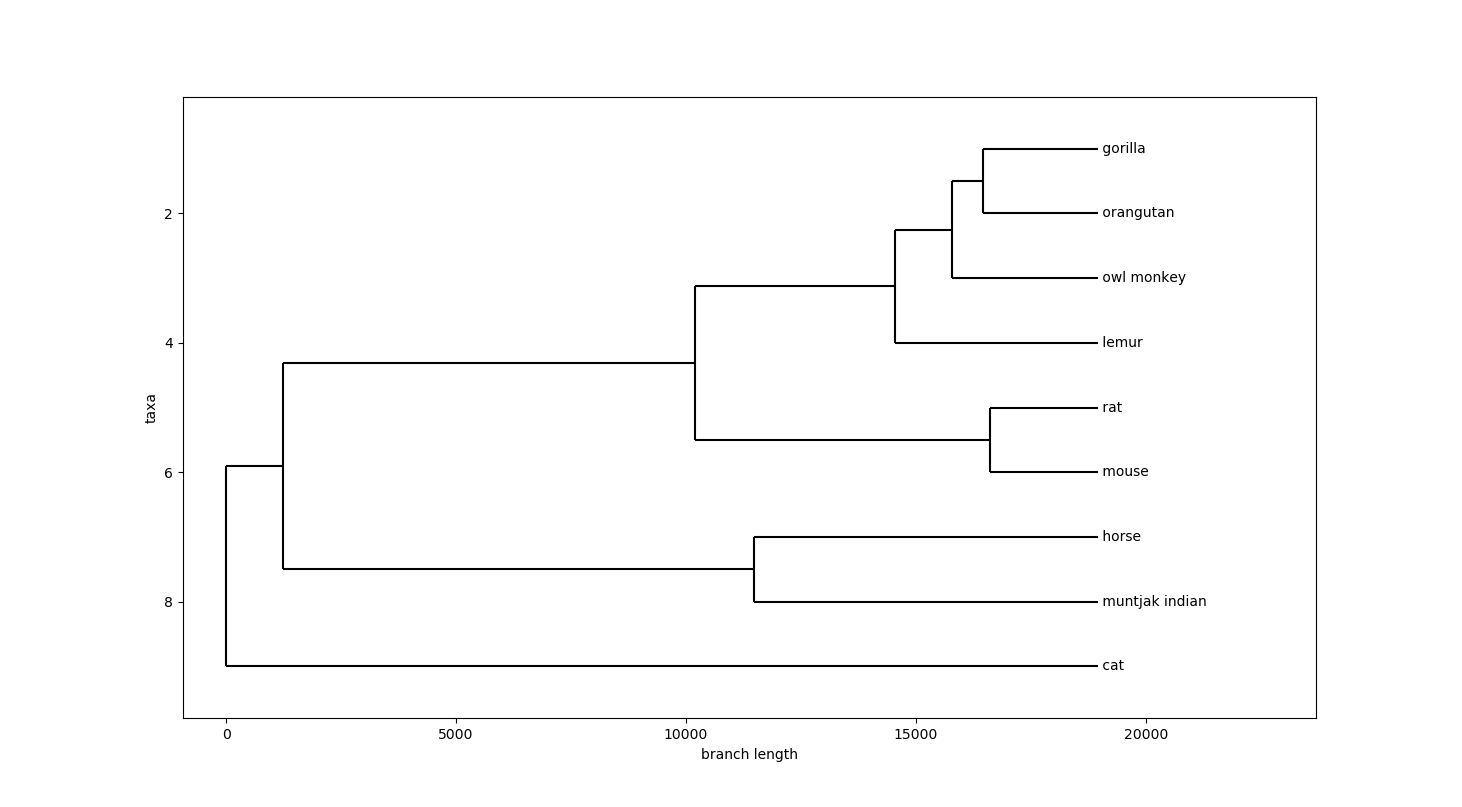 gorilla
orangutan
2
owl monkey
4
lemur
taxa
rat
6
mouse
horse
8
muntjak indian
cat
0 5000 10000 15000 20000
branch length